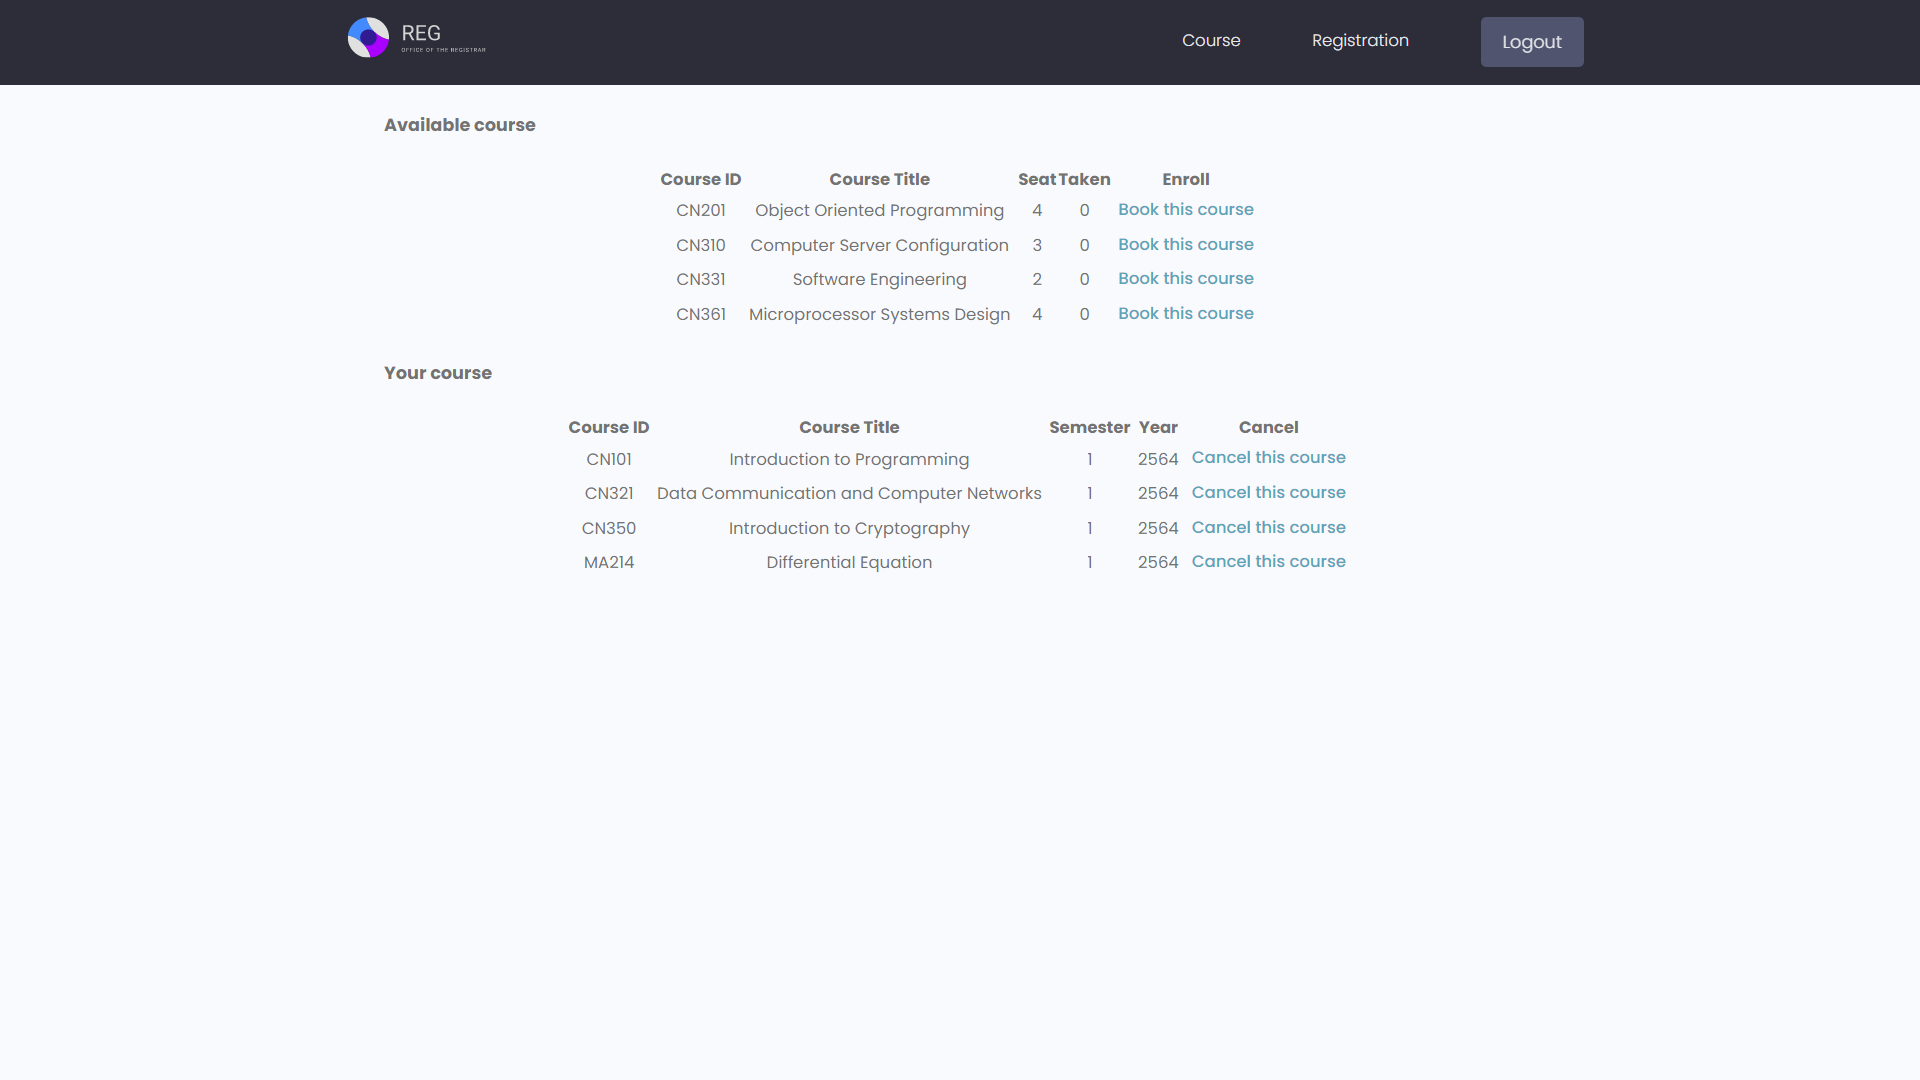 REG
OFFICE OF THE REGISTRAR
Course Registration Logout
Available course
Course ID Course Title Seat Taken Enroll
CN201 Object Oriented Programming 4 0 Book this course
CN310 Computer Server Configuration 3 0 Book this course
CN331 Software Engineering 2 0 Book this course
CN361 Microprocessor Systems Design 4 0 Book this course
Your course
Course ID Course Title Semester Year Cancel
CN101 Introduction to Programming 1 2564 Cancel this course
CN321 Data Communication and Computer Networks 1 2564 Cancel this course
CN350 Introduction to Cryptography 1 2564 Cancel this course
MA214 Differential Equation 1 2564 Cancel this course